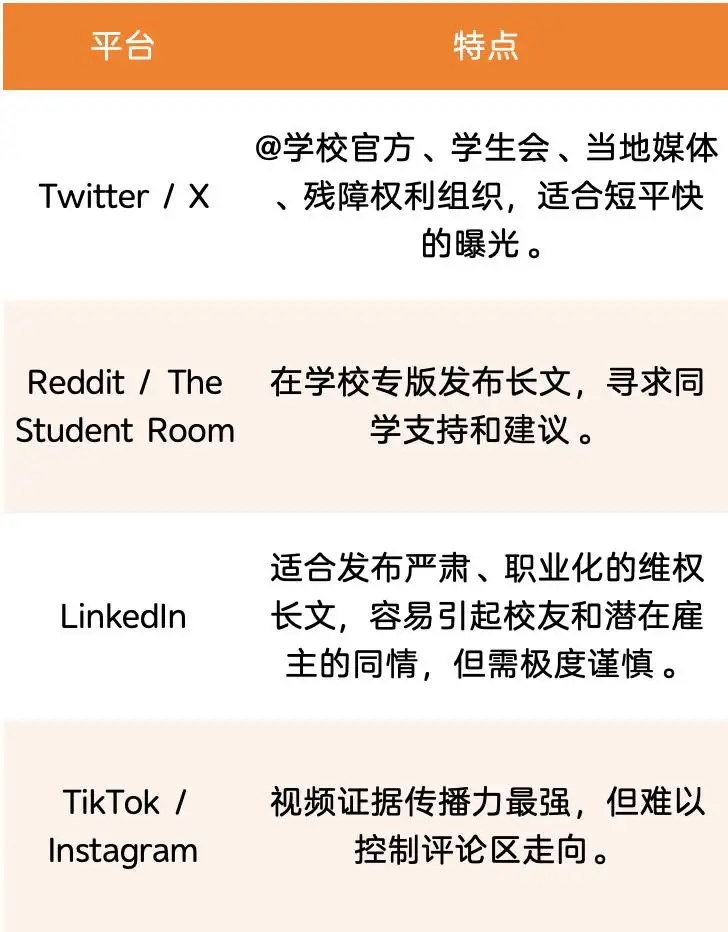 平台 特点
@学校官方、学生会、当地媒体
Twitter / X 、残障权利组织，适合短平快
的曝光。
Reddit / The 在学校专版发布长文，寻求同
Student Room 学支持和建议。
适合发布严肃、职业化的维权
LinkedIn 长文，容易引起校友和潜在雇
主的同情，但需极度谨慎。
TikTok / 视频证据传播力最强，但难以
Instagram 控制评论区走向。